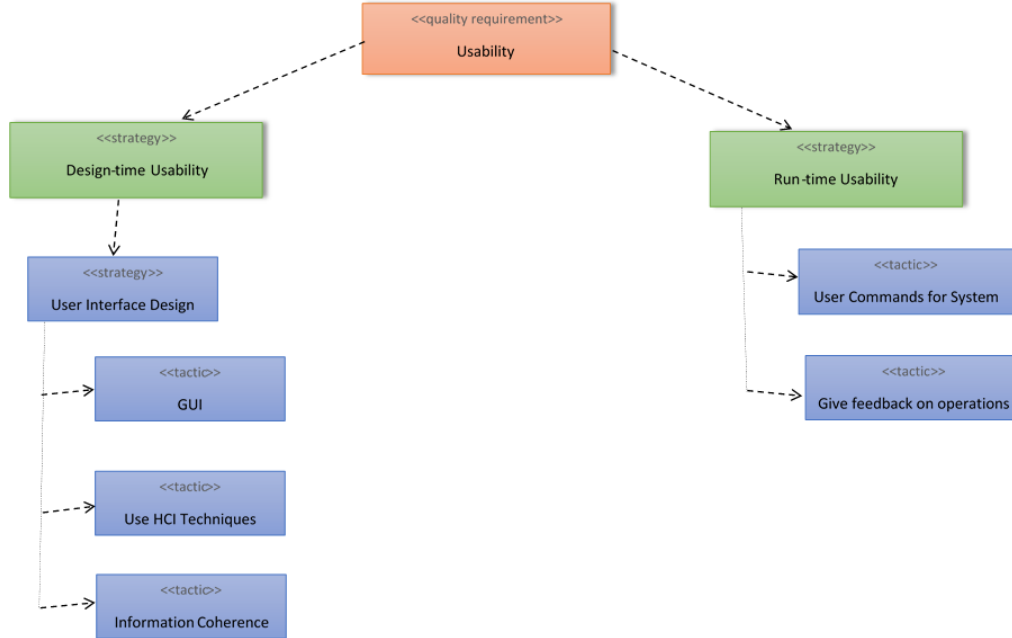 <<quality requirement>>
Usability
<<strategy>>
Design-time Usability
<<strategy>>
Run-time Usability
<<strategy>>
User Interface Design
<<tactic>>
GUI
<<tactic>>
Use HCI Techniques
<<tactic>>
Information Coherence
<<tactic>>
User Commands for System
<<tactic>>
Give feedback on operations